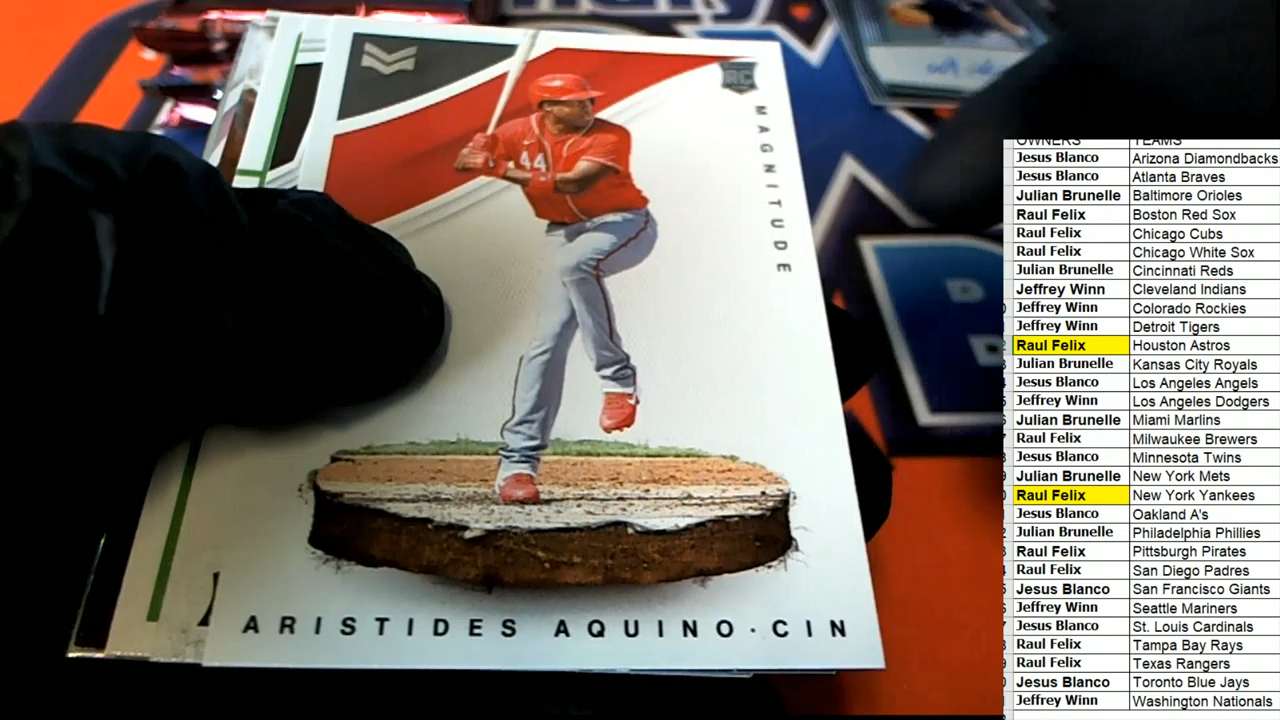 RC
MAGNITUDE
44
ARISTIDES AQUINO·CIN
OWNERS TEAMS
Jesus Blanco Arizona Diamondbacks
Jesus Blanco Atlanta Braves
Julian Brunelle Baltimore Orioles
Raul Felix Boston Red Sox
Raul Felix Chicago Cubs
Raul Felix Chicago White Sox
Julian Brunelle Cincinnati Reds
Jeffrey Winn Cleveland Indians
Jeffrey Winn Colorado Rockies
Jeffrey Winn Detroit Tigers
Raul Felix Houston Astros
Julian Brunelle Kansas City Royals
Jesus Blanco Los Angeles Angels
Jeffrey Winn Los Angeles Dodgers
Julian Brunelle Miami Marlins
Raul Felix Milwaukee Brewers
Jesus Blanco Minnesota Twins
Julian Brunelle New York Mets
Raul Felix New York Yankees
Jesus Blanco Oakland A's
Julian Brunelle Philadelphia Phillies
Raul Felix Pittsburgh Pirates
Raul Felix San Diego Padres
Jesus Blanco San Francisco Giants
Jeffrey Winn Seattle Mariners
Jesus Blanco St. Louis Cardinals
Raul Felix Tampa Bay Rays
Raul Felix Texas Rangers
Jesus Blanco Toronto Blue Jays
Jeffrey Winn Washington Nationals